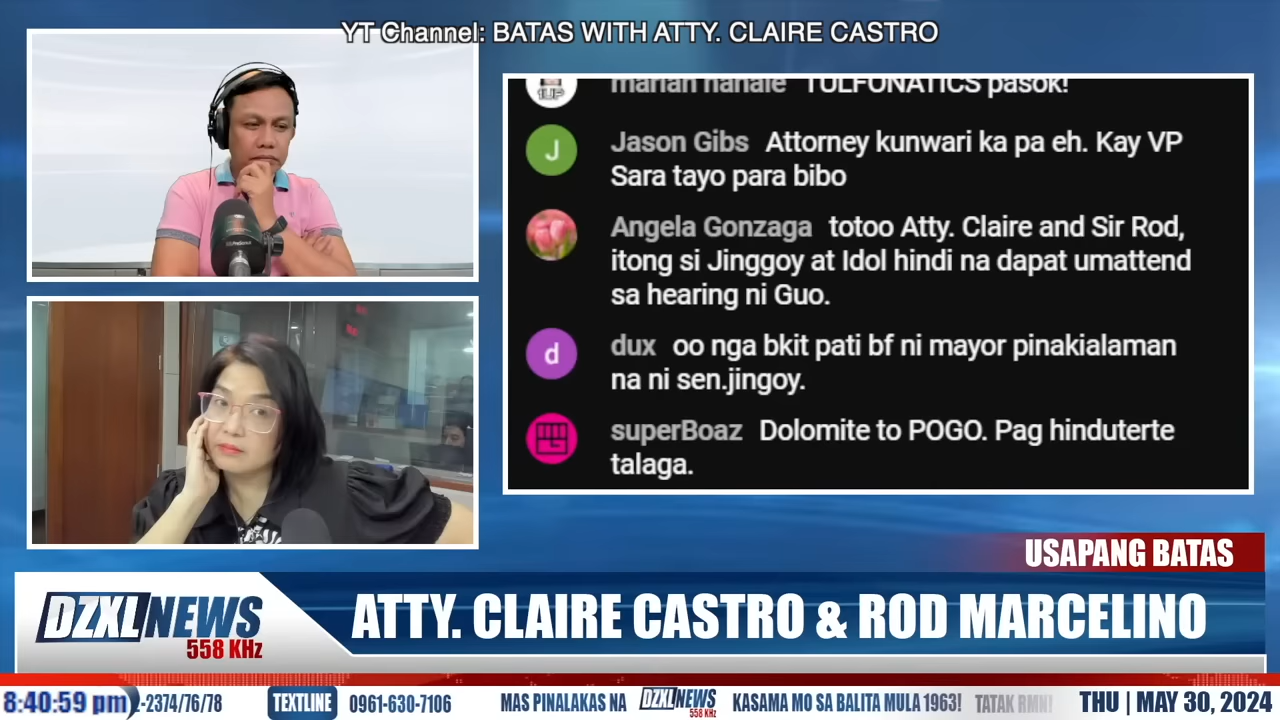 YT Channel: BATAS WITH ATTY. CLAIRE CASTRO
marian hanale TULFONATICS pasok!
Jason Gibs Attorney kunwari ka pa eh. Kay VP
Sara tayo para bibo
Angela Gonzaga totoo Atty. Claire and Sir Rod,
itong si Jinggoy at Idol hindi na dapat umattend
sa hearing ni Guo.
dux oo nga bkit pati bf ni mayor pinakialaman
na ni sen.jingoy.
superBoaz Dolomite to POGO. Pag hinduterte
talaga.
USAPANG BATAS
DZXL NEWS
558 KHz
ATTY. CLAIRE CASTRO & ROD MARCELINO
8:40:59 pm 2-2374/76/78 TEXTLINE 0961-630-7106 MAS PINALAKAS NA DZXL NEWS 558 KHz KASAMA MO SA BALITA MULA 1963! TATAK RMN! THU | MAY 30, 2024